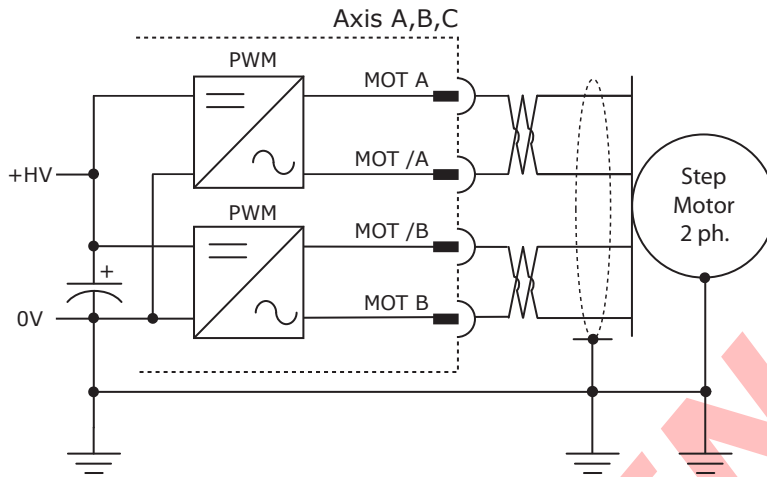 Axis A,B,C
PWM
MOT A
MOT /A
+HV
PWM
MOT /B
MOT B
+
0V
Step
Motor
2 ph.